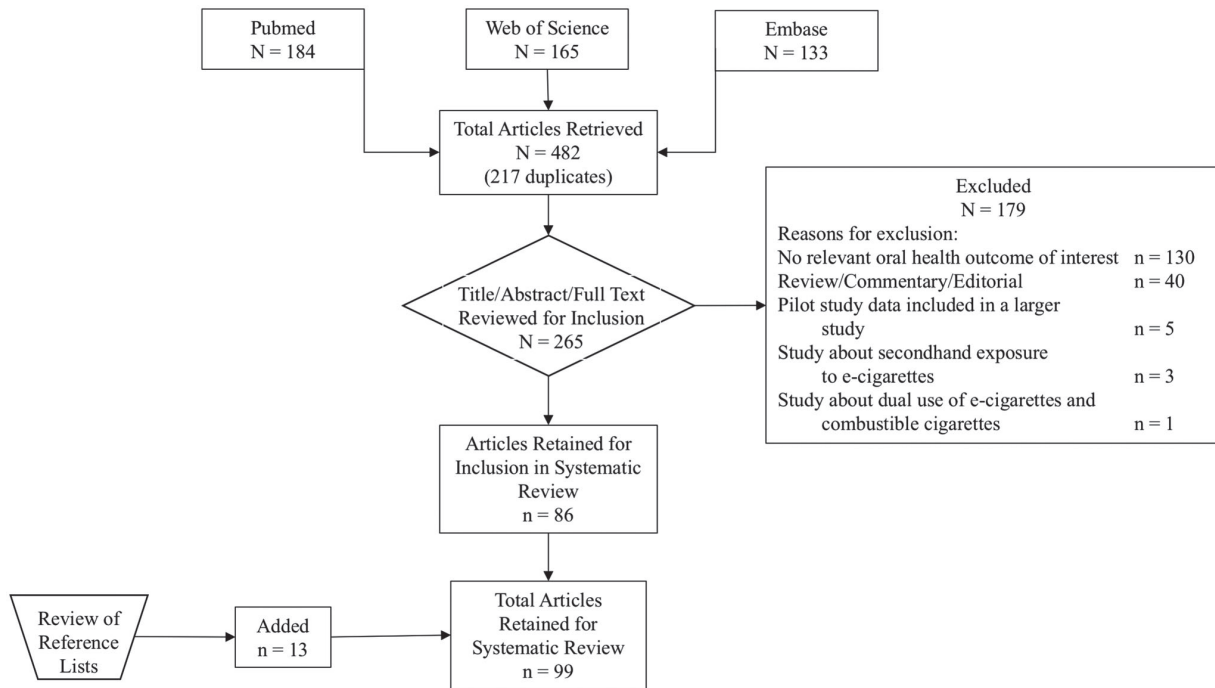 Pubmed
N = 184
Web of Science
N = 165
Embase
N = 133
Total Articles Retrieved
N = 482
(217 duplicates)
Excluded
N = 179
Reasons for exclusion:
No relevant oral health outcome of interest n = 130
Review/Commentary/Editorial n = 40
Pilot study data included in a larger
study n = 5
Study about secondhand exposure
to e-cigarettes n = 3
Study about dual use of e-cigarettes and
combustible cigarettes n = 1
Title/Abstract/Full Text
Reviewed for Inclusion
N = 265
Articles Retained for
Inclusion in Systematic
Review
n = 86
Review of
Reference
Lists
Added
n = 13
Total Articles
Retained for
Systematic Review
n = 99